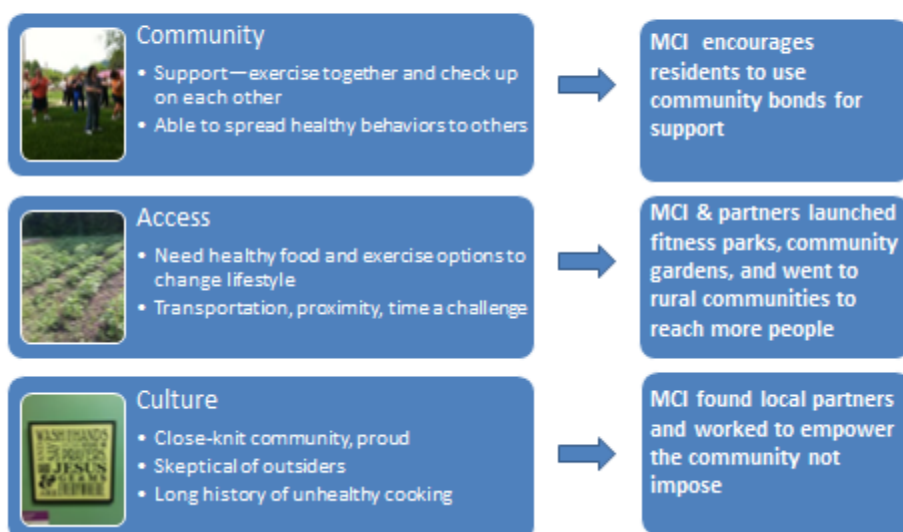 Community
• Support—exercise together and check up
on each other
• Able to spread healthy behaviors to others
MCI encourages
residents to use
community bonds for
support
Access
• Need healthy food and exercise options to
change lifestyle
• Transportation, proximity, time a challenge
MCI & partners launched
fitness parks, community
gardens, and went to
rural communities to
reach more people
Culture
• Close-knit community, proud
• Skeptical of outsiders
• Long history of unhealthy cooking
WASH HANDS
SAY
PRAYERS
JESUS
& GERMS
MCI found local partners
and worked to empower
the community not
impose